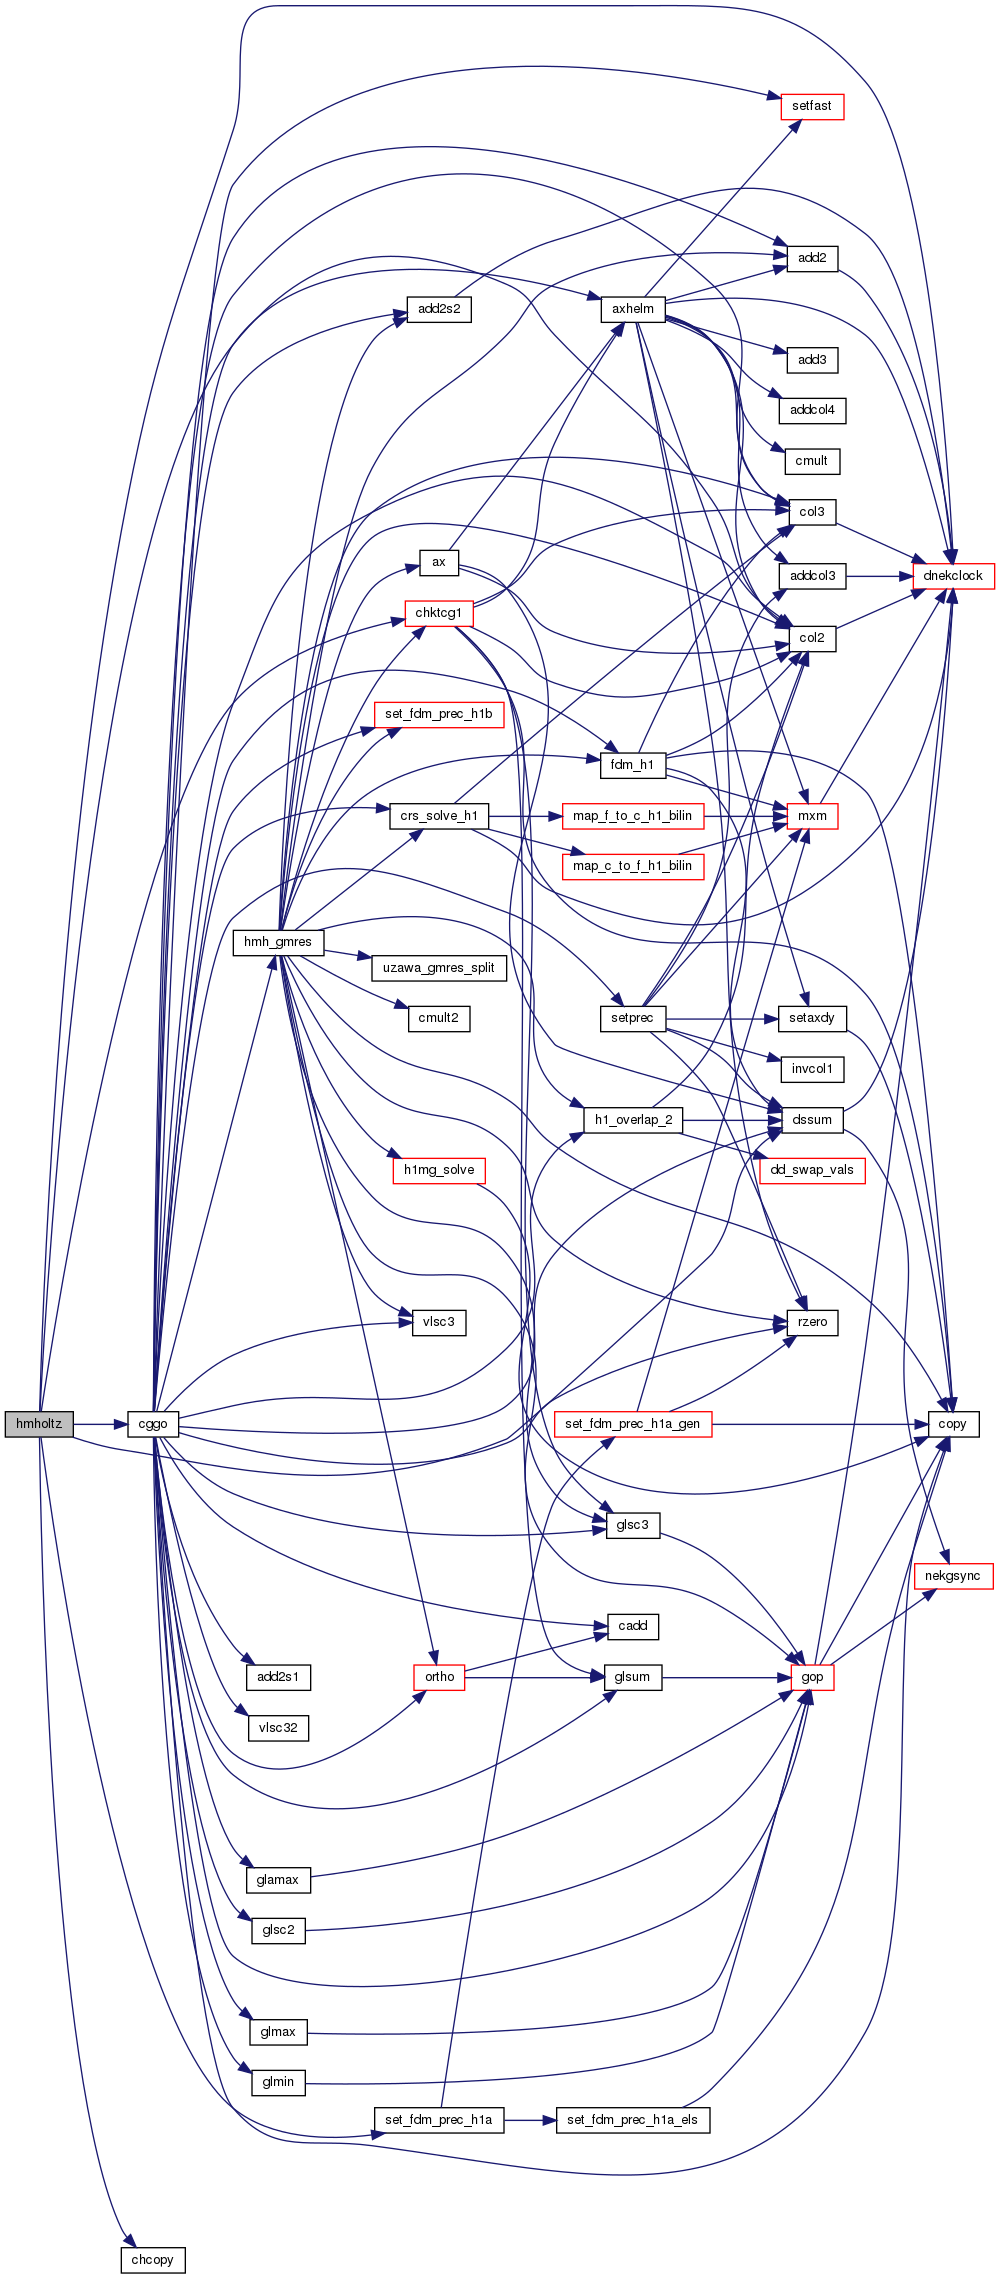 setfast
add2
add2s2
axhelm
add3
addcol4
cmult
col3
ax
addcol3
dnekclock
chktcg1
col2
set_fdm_prec_h1b
fdm_h1
crs_solve_h1
map_f_to_c_h1_bilin
mxm
map_c_to_f_h1_bilin
hmh_gmres
uzawa_gmres_split
cmult2
setprec
setaxdy
invcol1
h1_overlap_2
dssum
h1mg_solve
dd_swap_vals
vlsc3
rzero
hmholtz
cggo
set_fdm_prec_h1a_gen
copy
glsc3
nekgsync
cadd
add2s1
ortho
glsum
gop
vlsc32
glamax
glsc2
glmax
glmin
set_fdm_prec_h1a
set_fdm_prec_h1a_els
chcopy